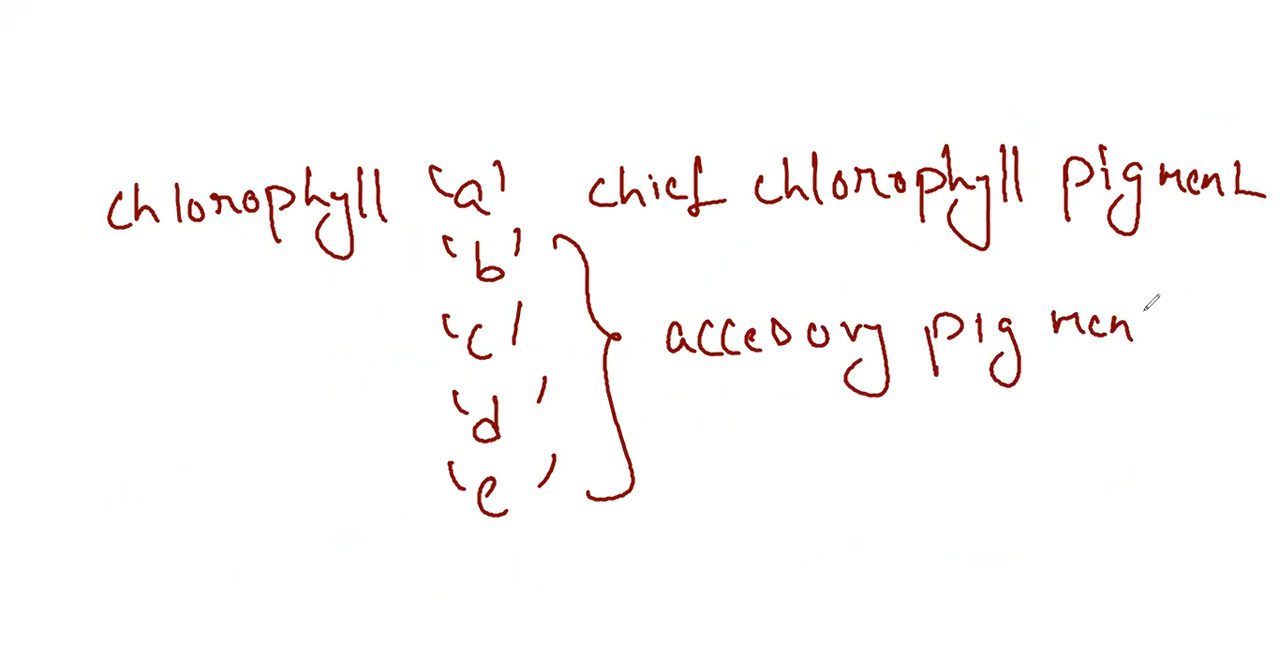 chlorophyll 'a' chief chlorophyll pigment
'b'
'c' accesory pigmen
'd'
'e'